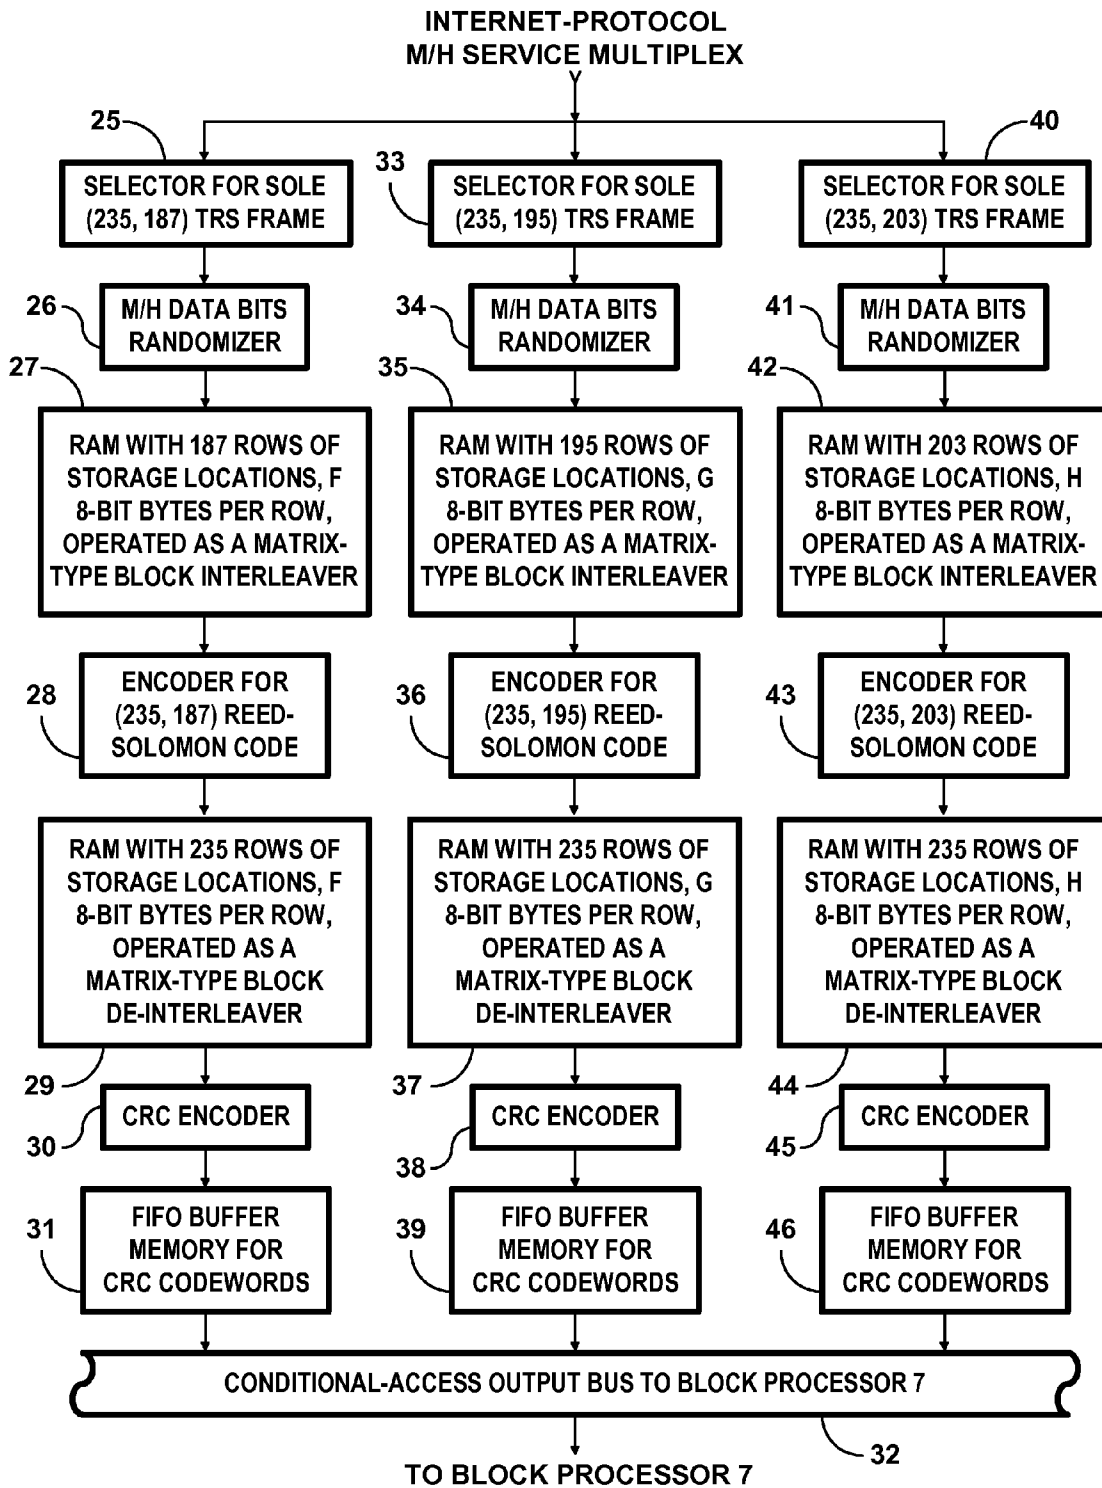 INTERNET-PROTOCOL
M/H SERVICE MULTIPLEX
25
SELECTOR FOR SOLE
(235, 187) TRS FRAME
26
M/H DATA BITS
RANDOMIZER
27
RAM WITH 187 ROWS OF
STORAGE LOCATIONS, F
8-BIT BYTES PER ROW,
OPERATED AS A MATRIX-
TYPE BLOCK INTERLEAVER
28
ENCODER FOR
(235, 187) REED-
SOLOMON CODE
RAM WITH 235 ROWS OF
STORAGE LOCATIONS, F
8-BIT BYTES PER ROW,
OPERATED AS A
MATRIX-TYPE BLOCK
DE-INTERLEAVER
29
CRC ENCODER
30
31
FIFO BUFFER
MEMORY FOR
CRC CODEWORDS
33
SELECTOR FOR SOLE
(235, 195) TRS FRAME
34
M/H DATA BITS
RANDOMIZER
35
RAM WITH 195 ROWS OF
STORAGE LOCATIONS, G
8-BIT BYTES PER ROW,
OPERATED AS A MATRIX-
TYPE BLOCK INTERLEAVER
36
ENCODER FOR
(235, 195) REED-
SOLOMON CODE
RAM WITH 235 ROWS OF
STORAGE LOCATIONS, G
8-BIT BYTES PER ROW,
OPERATED AS A
MATRIX-TYPE BLOCK
DE-INTERLEAVER
37
CRC ENCODER
38
39
FIFO BUFFER
MEMORY FOR
CRC CODEWORDS
40
SELECTOR FOR SOLE
(235, 203) TRS FRAME
41
M/H DATA BITS
RANDOMIZER
42
RAM WITH 203 ROWS OF
STORAGE LOCATIONS, H
8-BIT BYTES PER ROW,
OPERATED AS A MATRIX-
TYPE BLOCK INTERLEAVER
43
ENCODER FOR
(235, 203) REED-
SOLOMON CODE
RAM WITH 235 ROWS OF
STORAGE LOCATIONS, H
8-BIT BYTES PER ROW,
OPERATED AS A
MATRIX-TYPE BLOCK
DE-INTERLEAVER
44
CRC ENCODER
45
46
FIFO BUFFER
MEMORY FOR
CRC CODEWORDS
CONDITIONAL-ACCESS OUTPUT BUS TO BLOCK PROCESSOR 7
32
TO BLOCK PROCESSOR 7